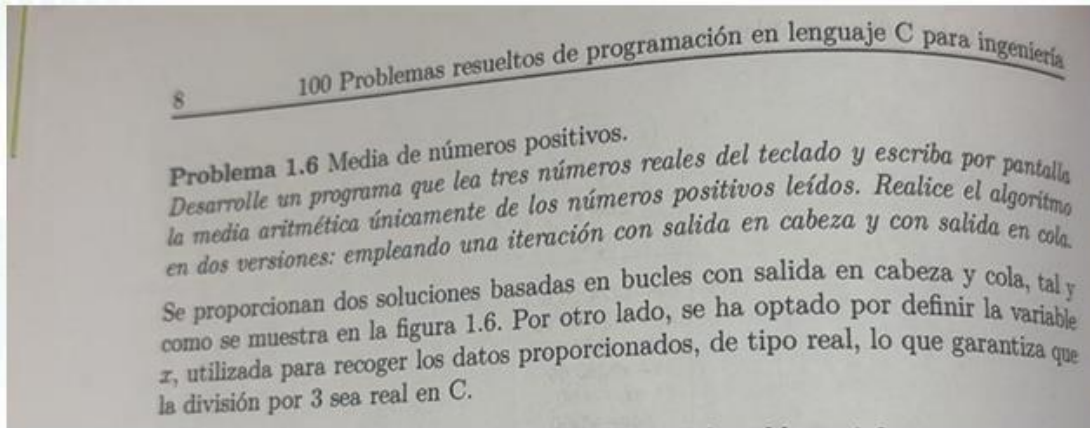 8 100 Problemas resueltos de programación en lenguaje C para ingeniería
Problema 1.6 Media de números positivos.
Desarrolle un programa que lea tres números reales del teclado y escriba por pantalla
la media aritmética únicamente de los números positivos leídos. Realice el algoritmo
en dos versiones: empleando una iteración con salida en cabeza y con salida en cola.
Se proporcionan dos soluciones basadas en bucles con salida en cabeza y cola, tal y
como se muestra en la figura 1.6. Por otro lado, se ha optado por definir la variable
x, utilizada para recoger los datos proporcionados, de tipo real, lo que garantiza que
la división por 3 sea real en C.